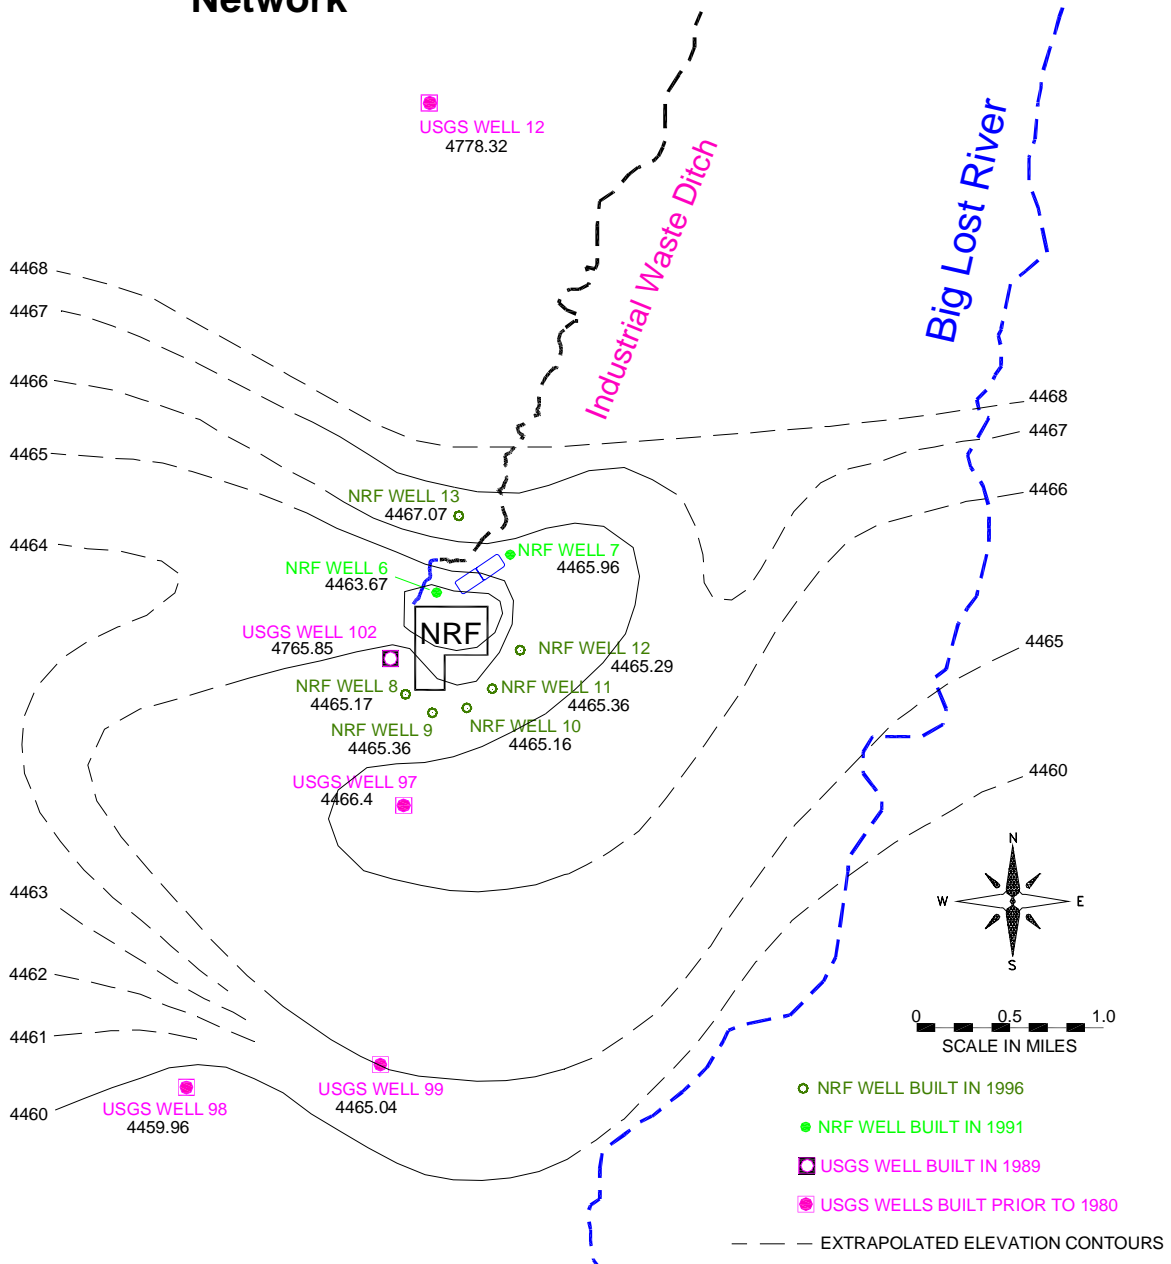 Network
USGS WELL 12
4778.32
Industrial Waste Ditch
Big Lost River
4468
4467
4466
4465
4464
4468
4467
4466
4465
4460
NRF WELL 13
4467.07
NRF WELL 7
4465.96
NRF WELL 6
4463.67
NRF
USGS WELL 102
4765.85
NRF WELL 12
4465.29
NRF WELL 8
4465.17
NRF WELL 11
4465.36
NRF WELL 9
4465.36
NRF WELL 10
4465.16
USGS WELL 97
4466.4
4463
4462
4461
4460
USGS WELL 99
4465.04
USGS WELL 98
4459.96
N
W
E
S
0 0.5 1.0
SCALE IN MILES
NRF WELL BUILT IN 1996
NRF WELL BUILT IN 1991
USGS WELL BUILT IN 1989
USGS WELLS BUILT PRIOR TO 1980
EXTRAPOLATED ELEVATION CONTOURS